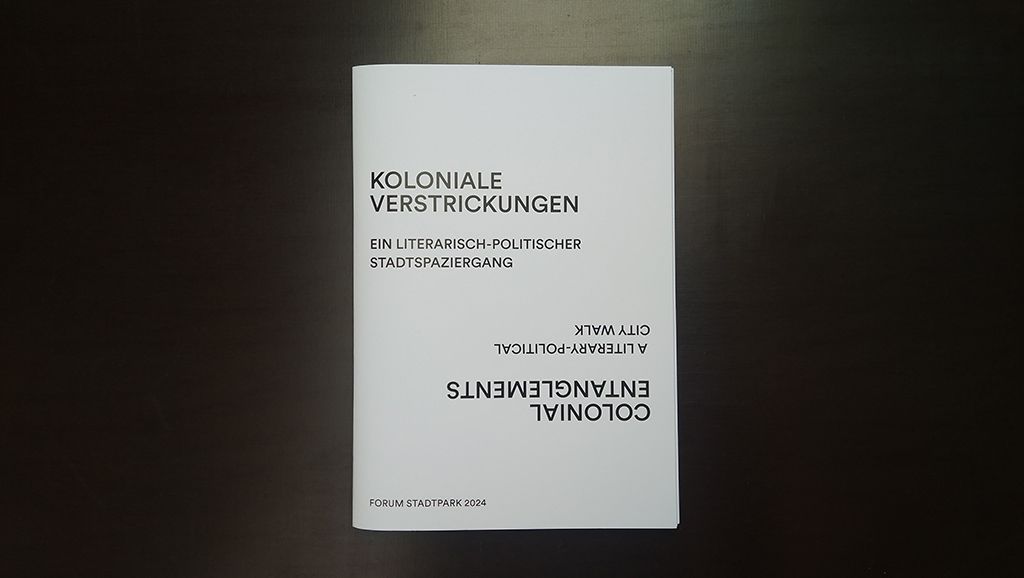 KOLONIALE
VERSTRICKUNGEN
EIN LITERARISCH-POLITISCHER
STADTSPAZIERGANG
COLONIAL
ENTANGLEMENTS
A LITERARY-POLITICAL
CITY WALK
FORUM STADTPARK 2024